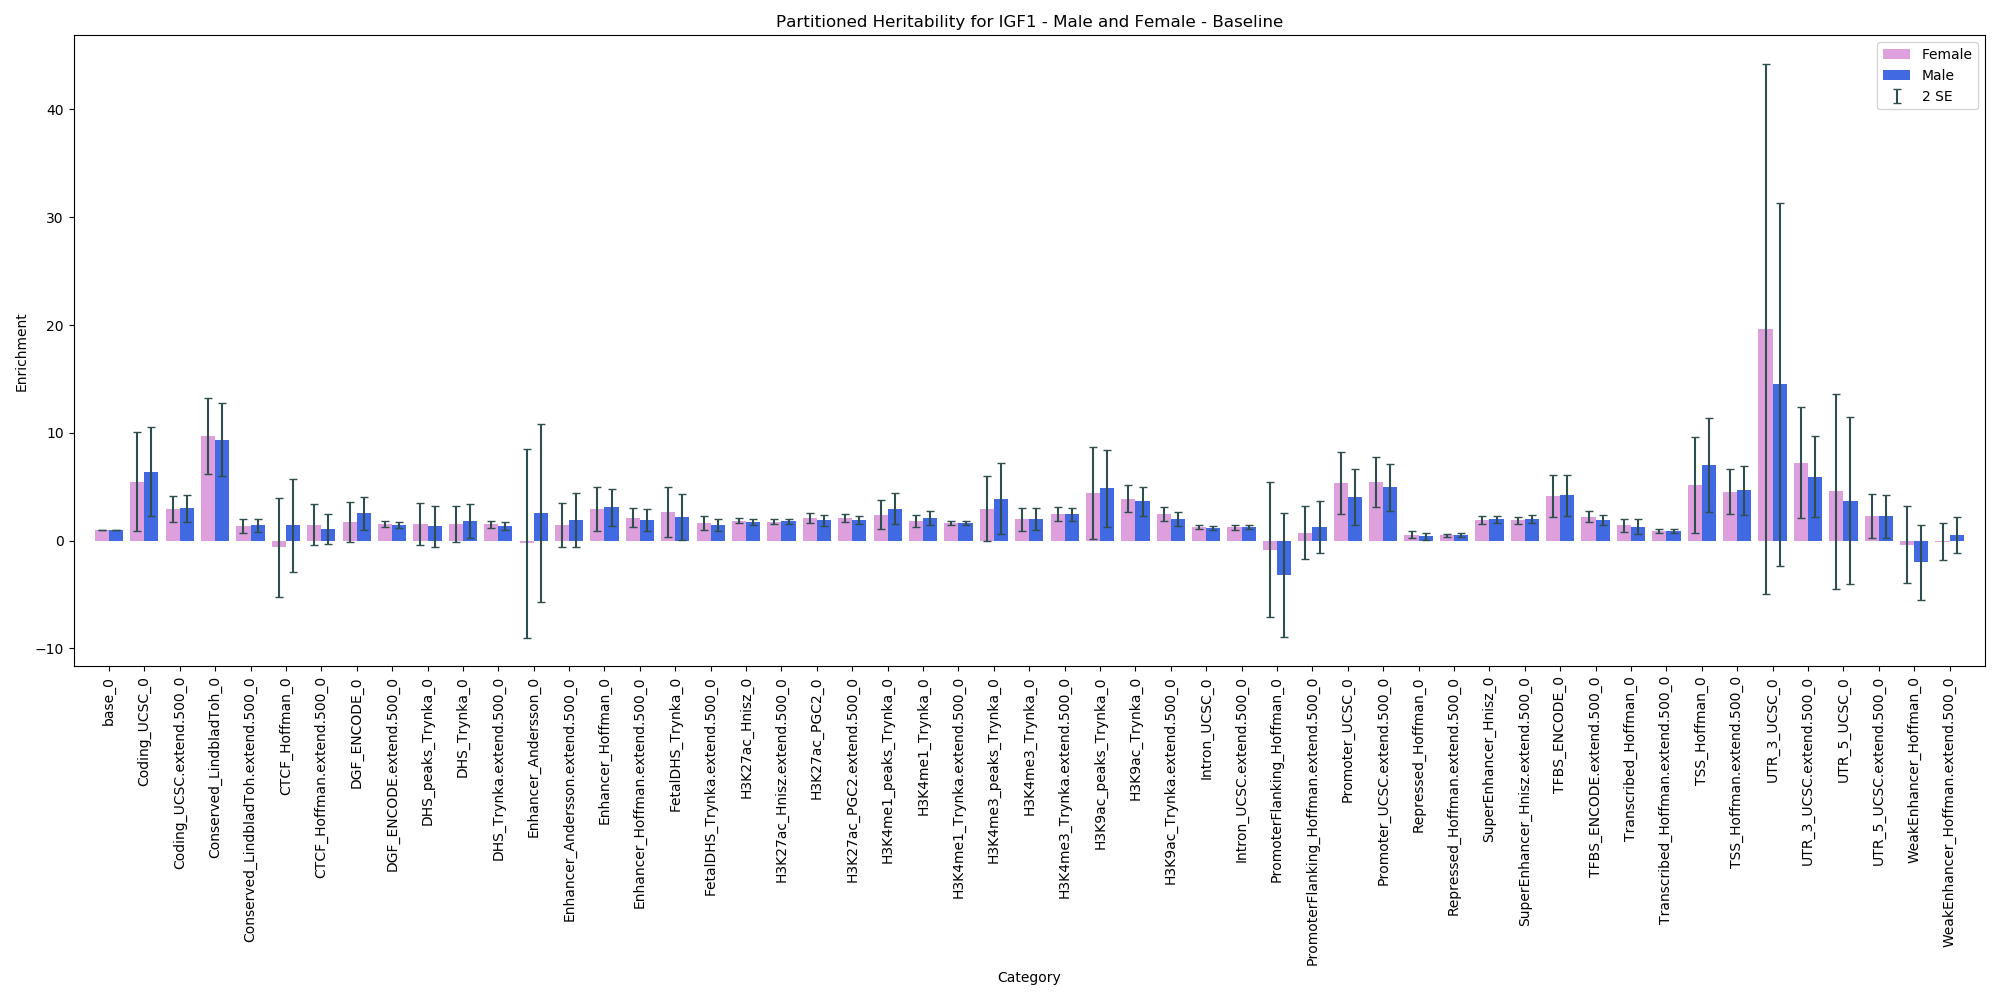 Partitioned Heritability for IGF1 - Male and Female - Baseline
Female
Male
2 SE
Enrichment
40
30
20
10
0
−10
base_0
Coding_UCSC_0
Coding_UCSC.extend.500_0
Conserved_LindbladToh_0
Conserved_LindbladToh.extend.500_0
CTCF_Hoffman_0
CTCF_Hoffman.extend.500_0
DGF_ENCODE_0
DGF_ENCODE.extend.500_0
DHS_peaks_Trynka_0
DHS_Trynka_0
DHS_Trynka.extend.500_0
Enhancer_Andersson_0
Enhancer_Andersson.extend.500_0
Enhancer_Hoffman_0
Enhancer_Hoffman.extend.500_0
FetalDHS_Trynka_0
FetalDHS_Trynka.extend.500_0
H3K27ac_Hnisz_0
H3K27ac_Hnisz.extend.500_0
H3K27ac_PGC2_0
H3K27ac_PGC2.extend.500_0
H3K4me1_peaks_Trynka_0
H3K4me1_Trynka_0
H3K4me1_Trynka.extend.500_0
H3K4me3_peaks_Trynka_0
H3K4me3_Trynka_0
H3K4me3_Trynka.extend.500_0
H3K9ac_peaks_Trynka_0
H3K9ac_Trynka_0
H3K9ac_Trynka.extend.500_0
Intron_UCSC_0
Intron_UCSC.extend.500_0
PromoterFlanking_Hoffman_0
PromoterFlanking_Hoffman.extend.500_0
Promoter_UCSC_0
Promoter_UCSC.extend.500_0
Repressed_Hoffman_0
Repressed_Hoffman.extend.500_0
SuperEnhancer_Hnisz_0
SuperEnhancer_Hnisz.extend.500_0
TFBS_ENCODE_0
TFBS_ENCODE.extend.500_0
Transcribed_Hoffman_0
Transcribed_Hoffman.extend.500_0
TSS_Hoffman_0
TSS_Hoffman.extend.500_0
UTR_3_UCSC_0
UTR_3_UCSC.extend.500_0
UTR_5_UCSC_0
UTR_5_UCSC.extend.500_0
WeakEnhancer_Hoffman_0
WeakEnhancer_Hoffman.extend.500_0
Category